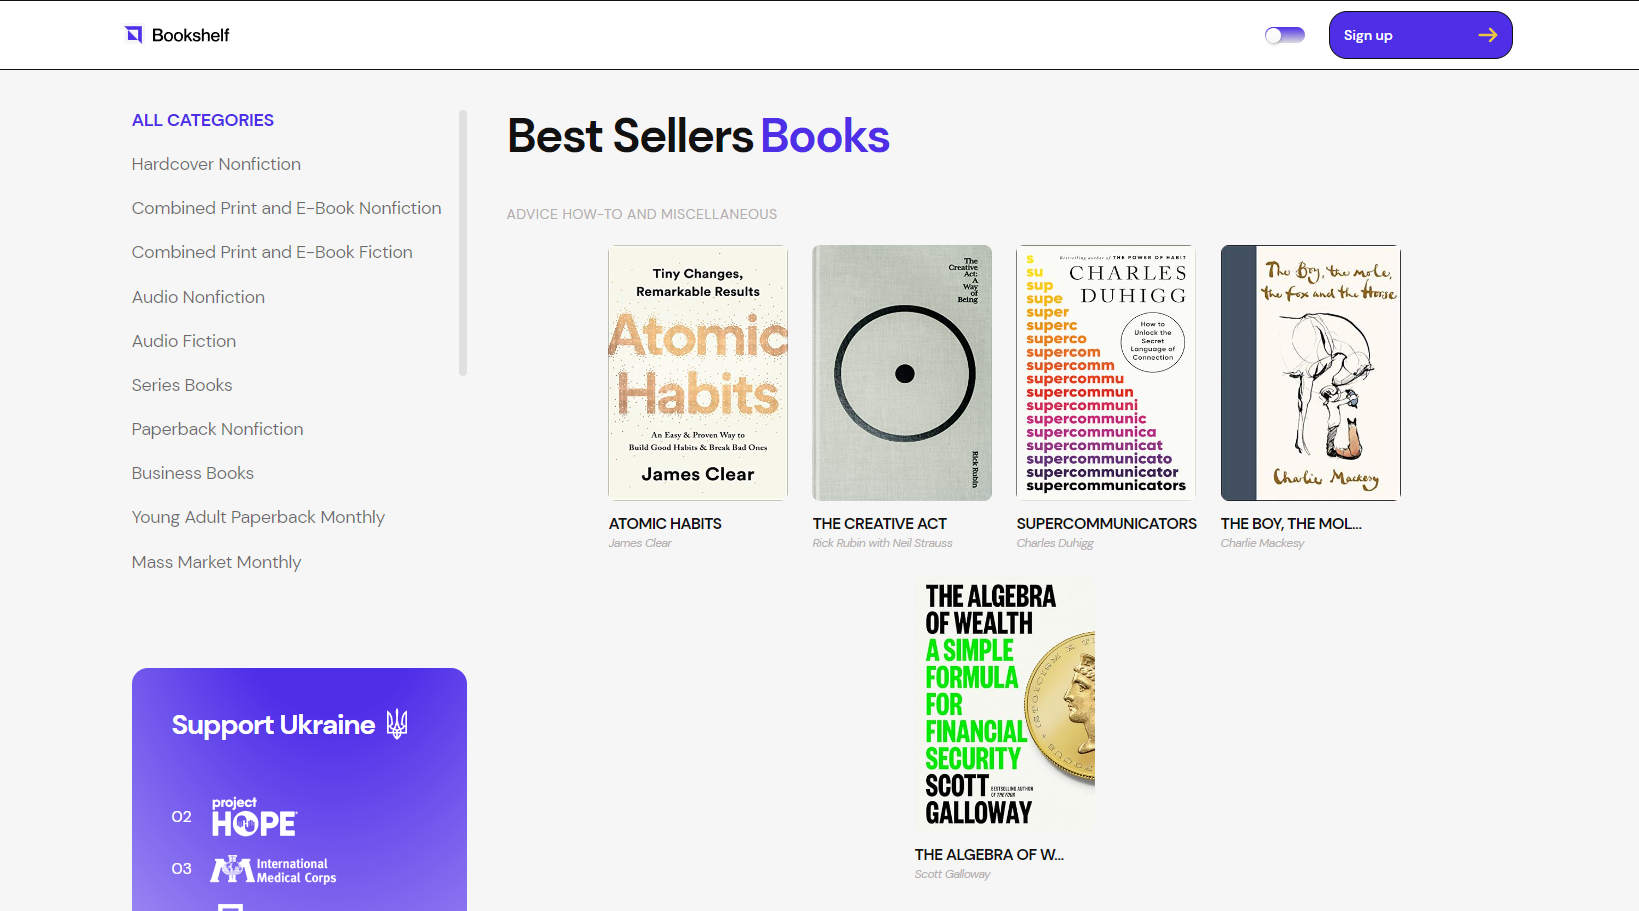 Bookshelf
Sign up
ALL CATEGORIES
Hardcover Nonfiction
Combined Print and E-Book Nonfiction
Combined Print and E-Book Fiction
Audio Nonfiction
Audio Fiction
Series Books
Paperback Nonfiction
Business Books
Young Adult Paperback Monthly
Mass Market Monthly
Support Ukraine
02
project
HOPE
03
International
Medical Corps
Best Sellers Books
ADVICE HOW-TO AND MISCELLANEOUS
Tiny Changes,
Remarkable Results
Atomic
Habits
An Easy & Proven Way to
Build Good Habits & Break Bad Ones
James Clear
ATOMIC HABITS
James Clear
The
Creative
Act:
A
Way
of
Being
Rick Rubin
THE CREATIVE ACT
Rick Rubin with Neil Strauss
Bestselling author of THE POWER OF HABIT
CHARLES
DUHIGG
How to
Unlock the
Secret
Language of
Connection
s
su
sup
supe
super
superc
superco
supercom
supercomm
supercommu
supercommun
supercommuni
supercommunic
supercommunica
supercommunicat
supercommunicato
supercommunicator
supercommunicators
SUPERCOMMUNICATORS
Charles Duhigg
The Boy, the mole,
the fox and the Horse
Charlie Mackesy
THE BOY, THE MOL...
Charlie Mackesy
THE ALGEBRA
OF WEALTH
A SIMPLE
FORMULA
FOR
FINANCIAL
SECURITY
SCOTT
BESTSELLING AUTHOR
OF THE FOUR
GALLOWAY
THE ALGEBRA OF W...
Scott Galloway